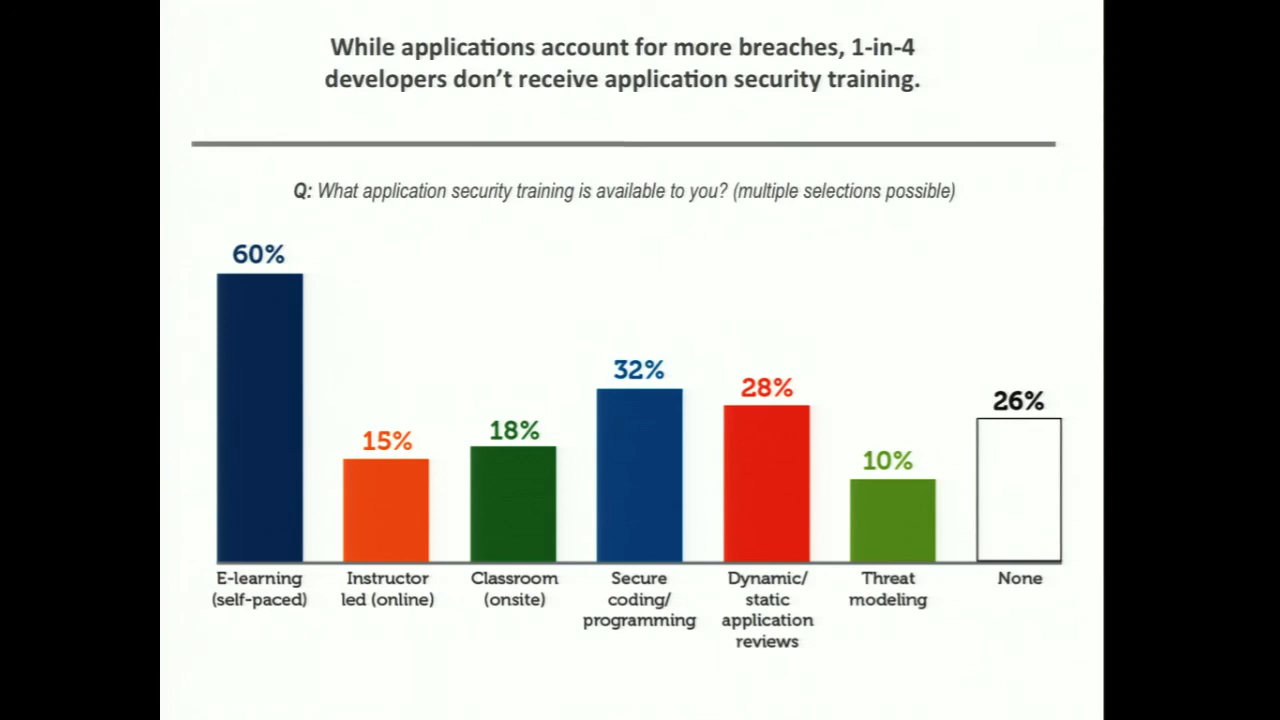 While applications account for more breaches, 1-in-4
developers don't receive application security training.
Q: What application security training is available to you? (multiple selections possible)
60%
15%
18%
32%
28%
10%
26%
E-learning
(self-paced)
Instructor
led (online)
Classroom
(onsite)
Secure
coding/
programming
Dynamic/
static
application
reviews
Threat
modeling
None